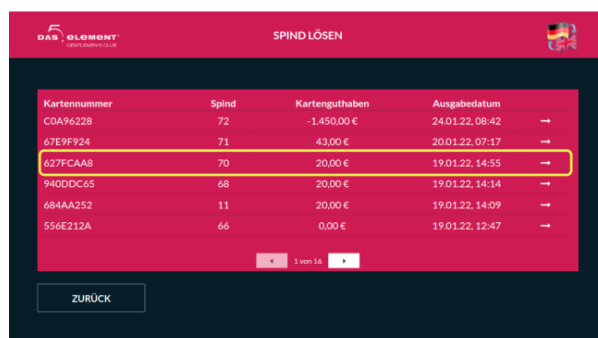 DAS 5 ELEMENT
GENTLEMEN'S CLUB
SPIND LÖSEN
Kartennummer Spind Kartenguthaben Ausgabedatum
C0A96228 72 -1.450,00 € 24.01.22, 08:42 →
67E9F924 71 43,00 € 20.01.22, 07:17 →
627FCAA8 70 20,00 € 19.01.22, 14:55 →
940DDC65 68 20,00 € 19.01.22, 14:14 →
684AA252 11 20,00 € 19.01.22, 14:09 →
556E212A 66 0,00 € 19.01.22, 12:47 →
1 von 16
ZURÜCK